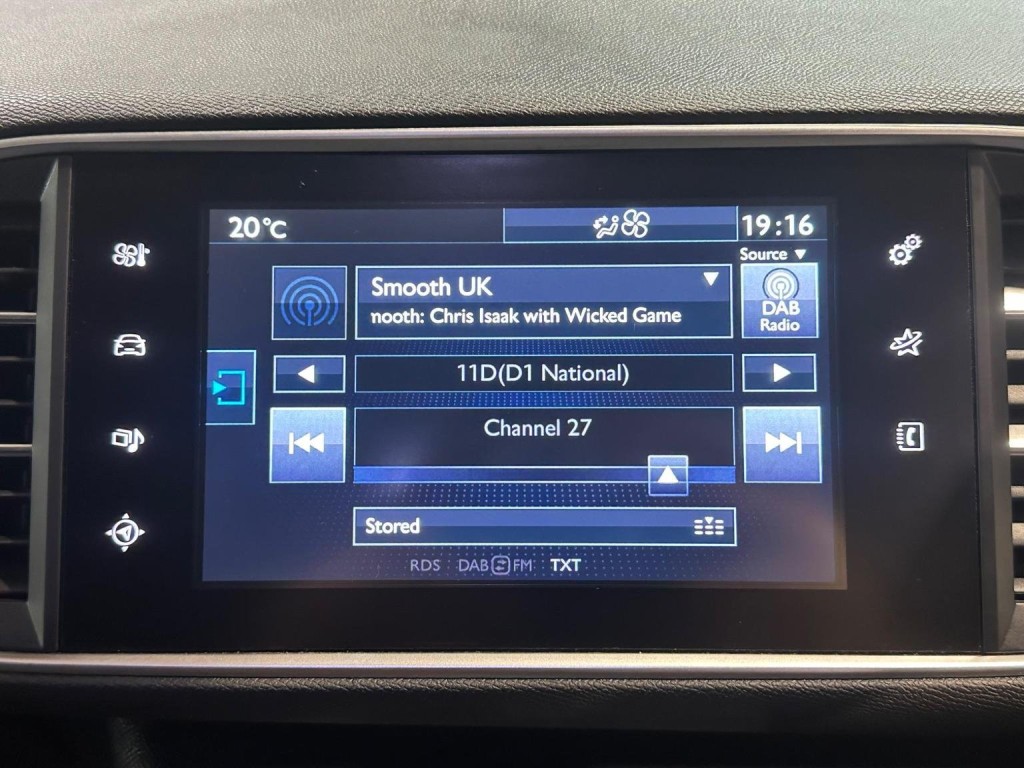 20°C
19:16
Source
Smooth UK
nooth: Chris Isaak with Wicked Game
DAB
Radio
11D(D1 National)
Channel 27
Stored
RDS DAB FM TXT